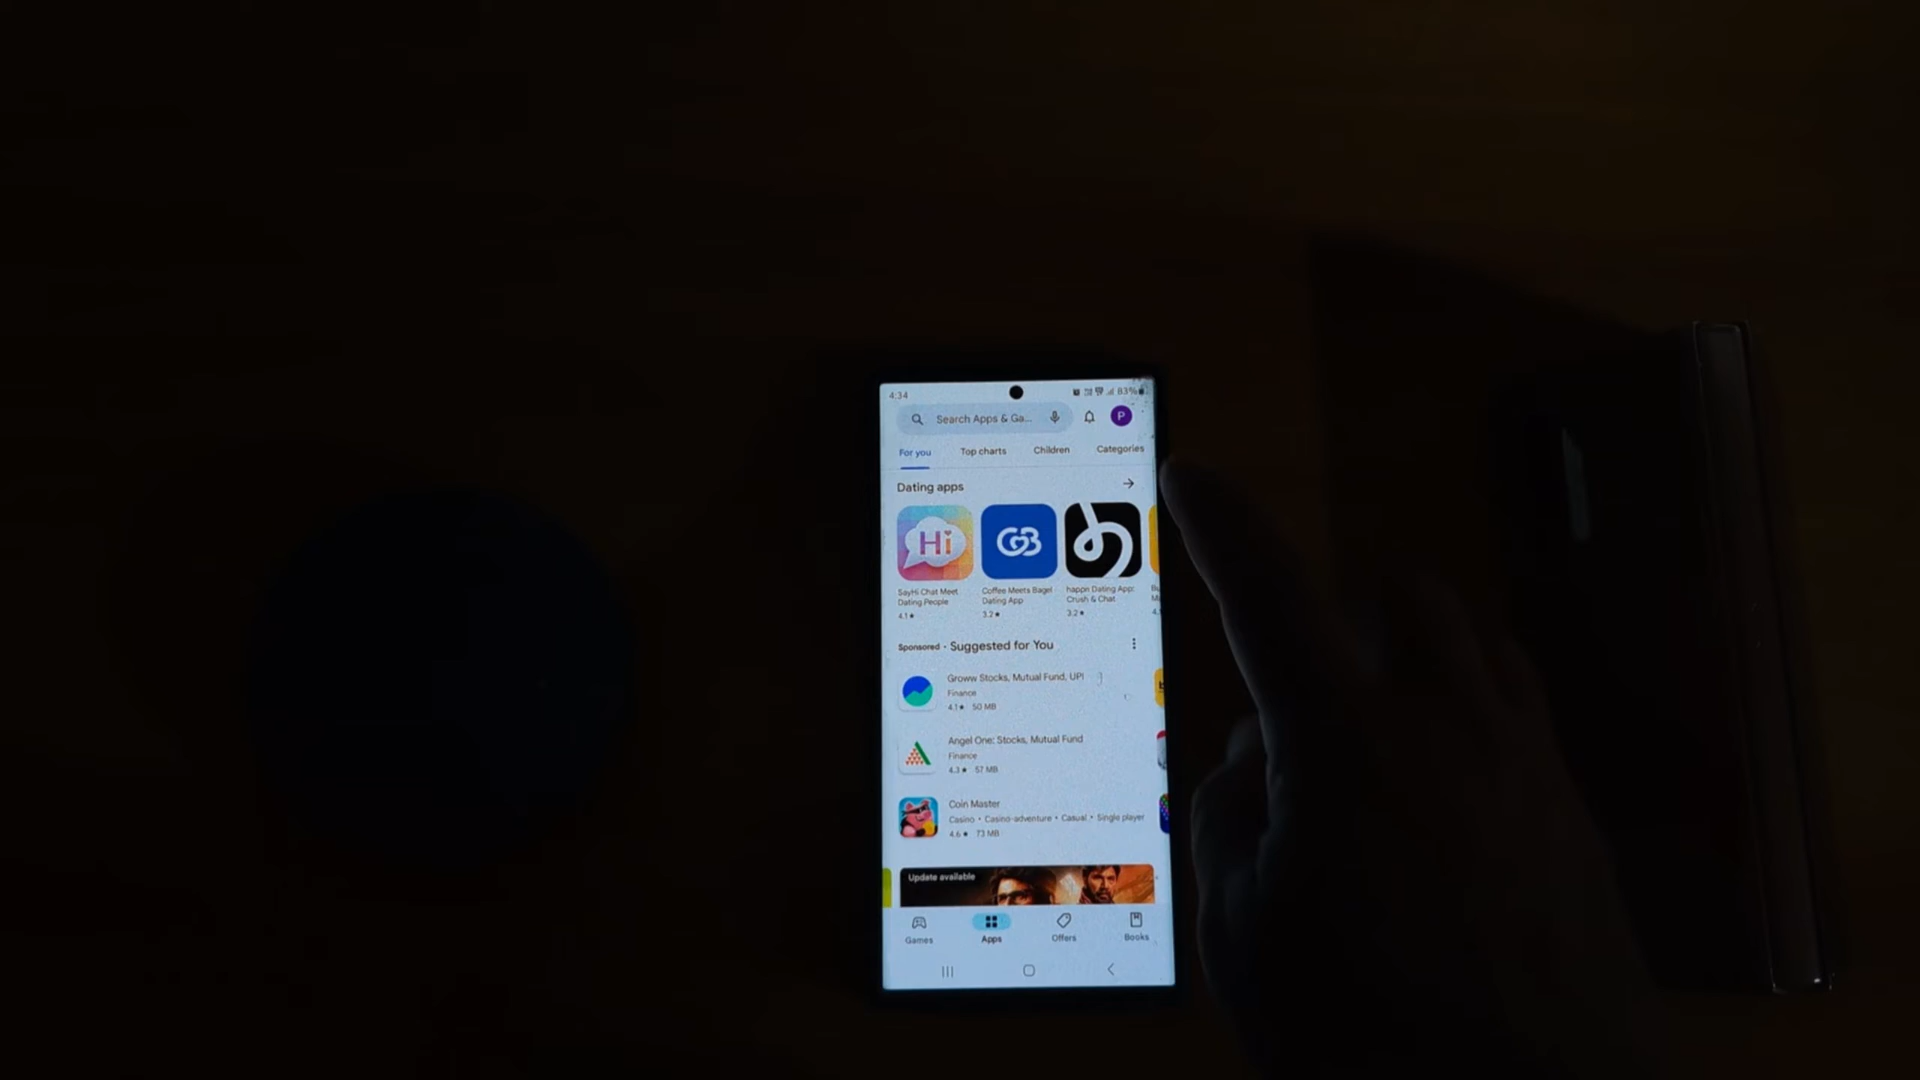 4:34
83%
Search Apps & Ga...
P
For you Top charts Children Categories
Dating apps
Hi
SayHi Chat Meet
Dating People
4.1★
Coffee Meets Bagel
Dating App
3.2★
happn Dating App:
Crush & Chat
3.2★
Sponsored · Suggested for You
Groww Stocks, Mutual Fund, UPI
Finance
4.1★ 50 MB
Angel One: Stocks, Mutual Fund
Finance
4.3★ 57 MB
Coin Master
Casino • Casino-adventure • Casual • Single player
4.6★ 73 MB
Update available
Games Apps Offers Books